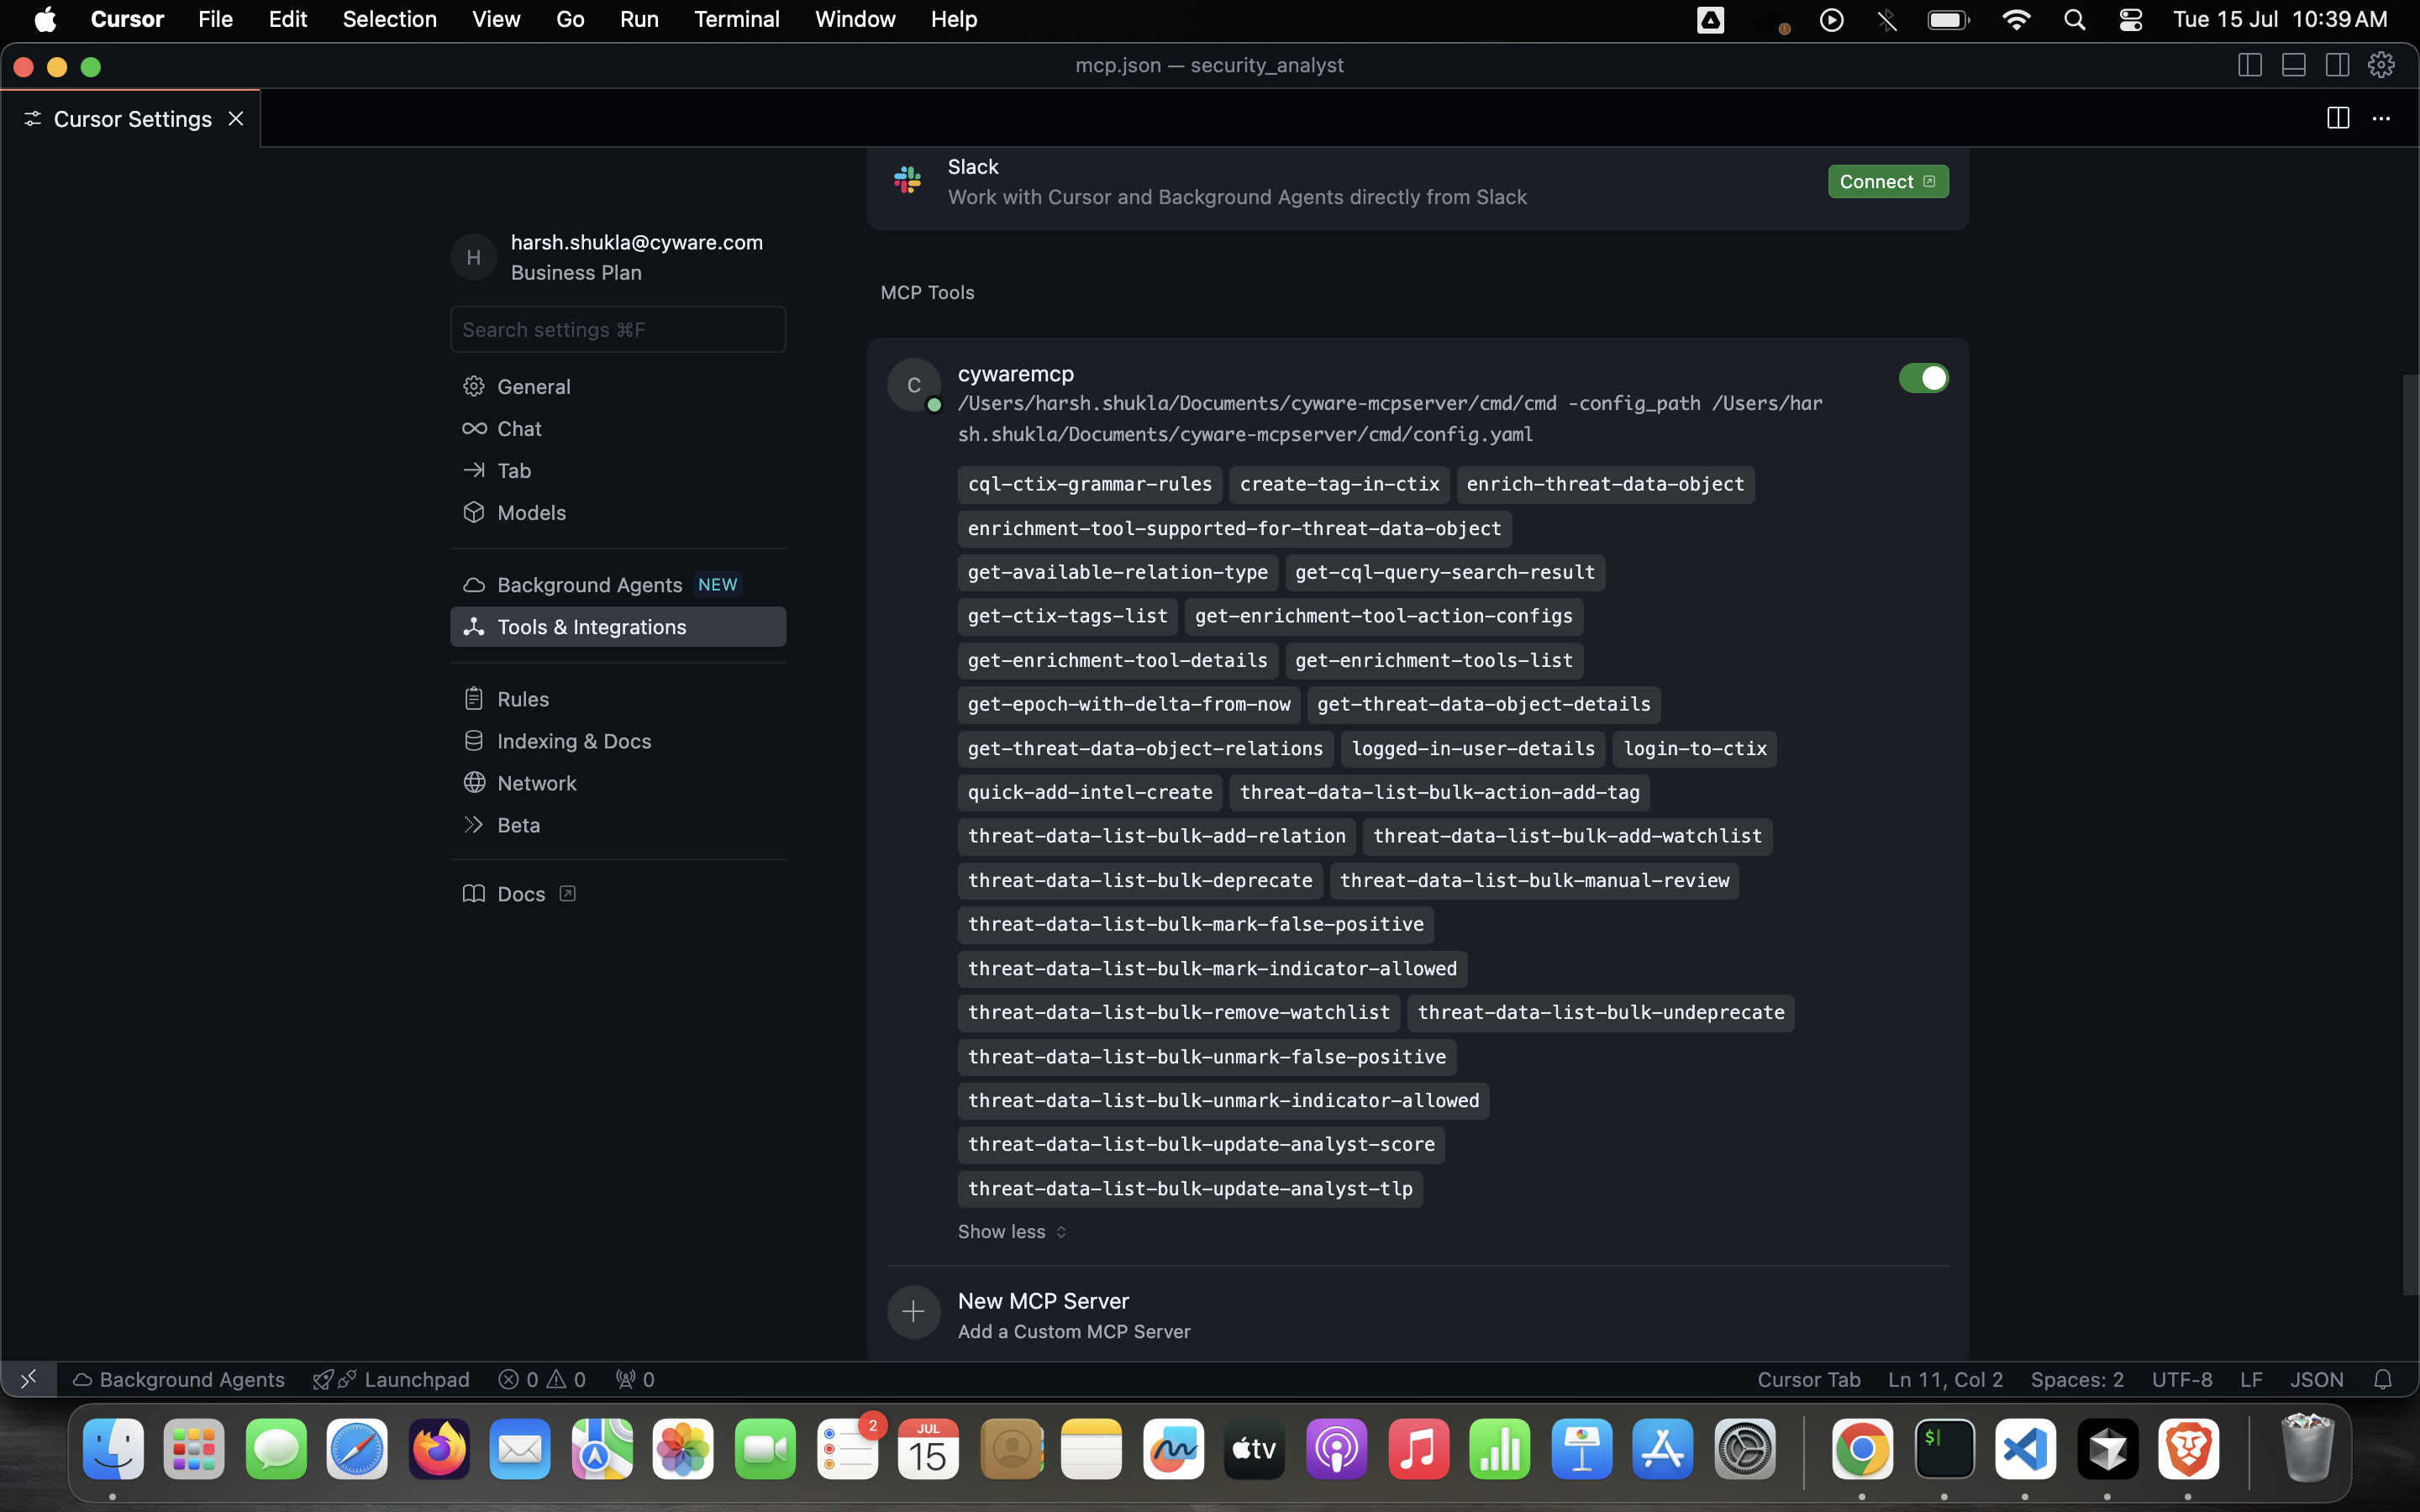 Cursor File Edit Selection View Go Run Terminal Window Help Tue 15 Jul 10:39 AM
mcp.json — security_analyst
Cursor Settings
Slack
Work with Cursor and Background Agents directly from Slack
Connect
H
harsh.shukla@cyware.com
Business Plan
Search settings ⌘F
General
Chat
Tab
Models
Background Agents NEW
Tools & Integrations
Rules
Indexing & Docs
Network
Beta
Docs
MCP Tools
C
cywaremcp
/Users/harsh.shukla/Documents/cyware-mcpserver/cmd/cmd -config_path /Users/har
sh.shukla/Documents/cyware-mcpserver/cmd/config.yaml
cql-ctix-grammar-rules create-tag-in-ctix enrich-threat-data-object
enrichment-tool-supported-for-threat-data-object
get-available-relation-type get-cql-query-search-result
get-ctix-tags-list get-enrichment-tool-action-configs
get-enrichment-tool-details get-enrichment-tools-list
get-epoch-with-delta-from-now get-threat-data-object-details
get-threat-data-object-relations logged-in-user-details login-to-ctix
quick-add-intel-create threat-data-list-bulk-action-add-tag
threat-data-list-bulk-add-relation threat-data-list-bulk-add-watchlist
threat-data-list-bulk-deprecate threat-data-list-bulk-manual-review
threat-data-list-bulk-mark-false-positive
threat-data-list-bulk-mark-indicator-allowed
threat-data-list-bulk-remove-watchlist threat-data-list-bulk-undeprecate
threat-data-list-bulk-unmark-false-positive
threat-data-list-bulk-unmark-indicator-allowed
threat-data-list-bulk-update-analyst-score
threat-data-list-bulk-update-analyst-tlp
Show less
New MCP Server
Add a Custom MCP Server
Background Agents Launchpad 0 0 0 Cursor Tab Ln 11, Col 2 Spaces: 2 UTF-8 LF JSON
2
JUL
15
tv
$